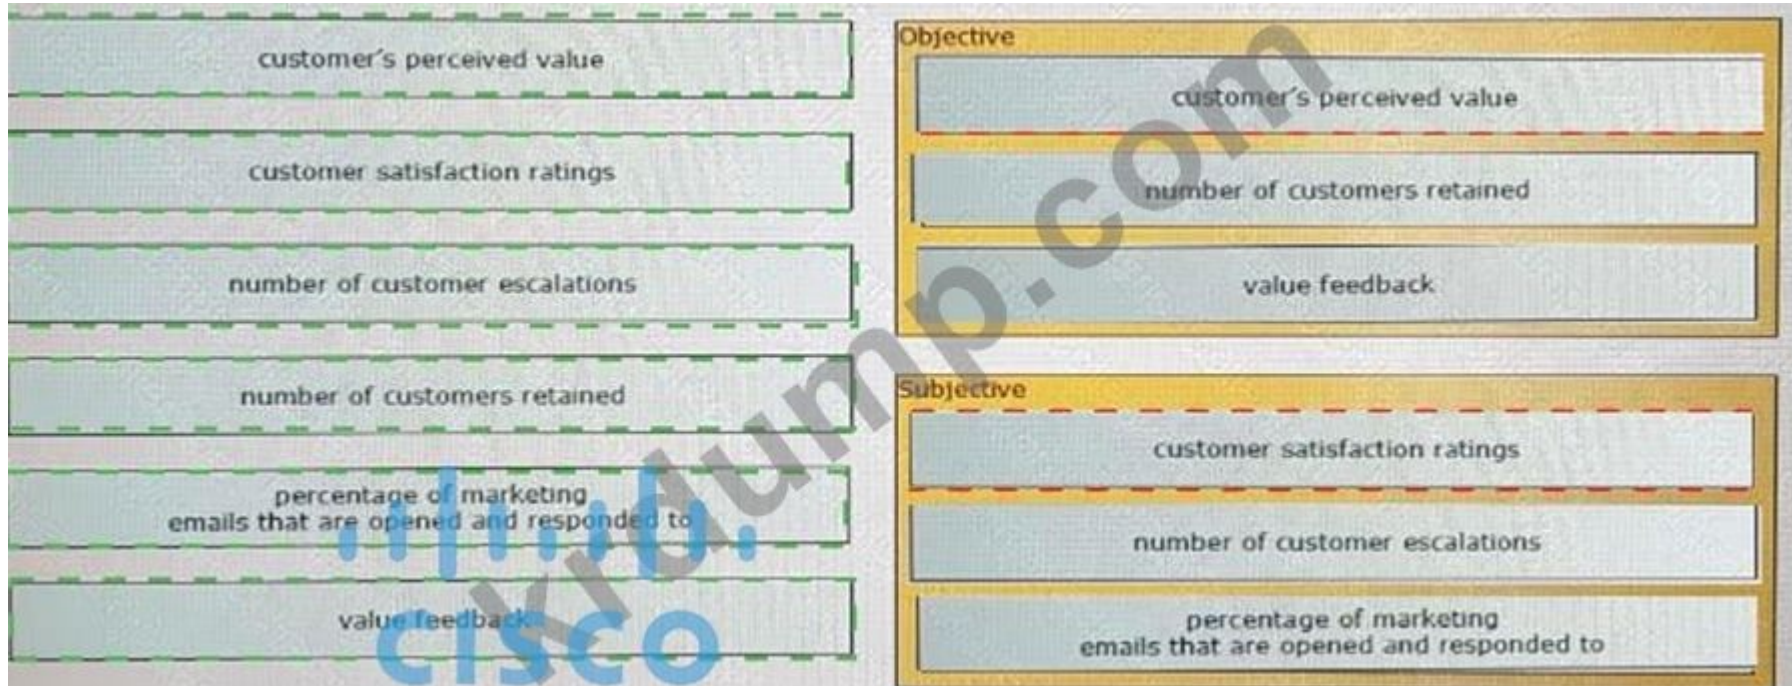 customer's perceived value
customer satisfaction ratings
number of customer escalations
number of customers retained
percentage of marketing
emails that are opened and responded to
value feedback
Objective
customer's perceived value
number of customers retained
value feedback
Subjective
customer satisfaction ratings
number of customer escalations
percentage of marketing
emails that are opened and responded to
krdump.com
CISCO